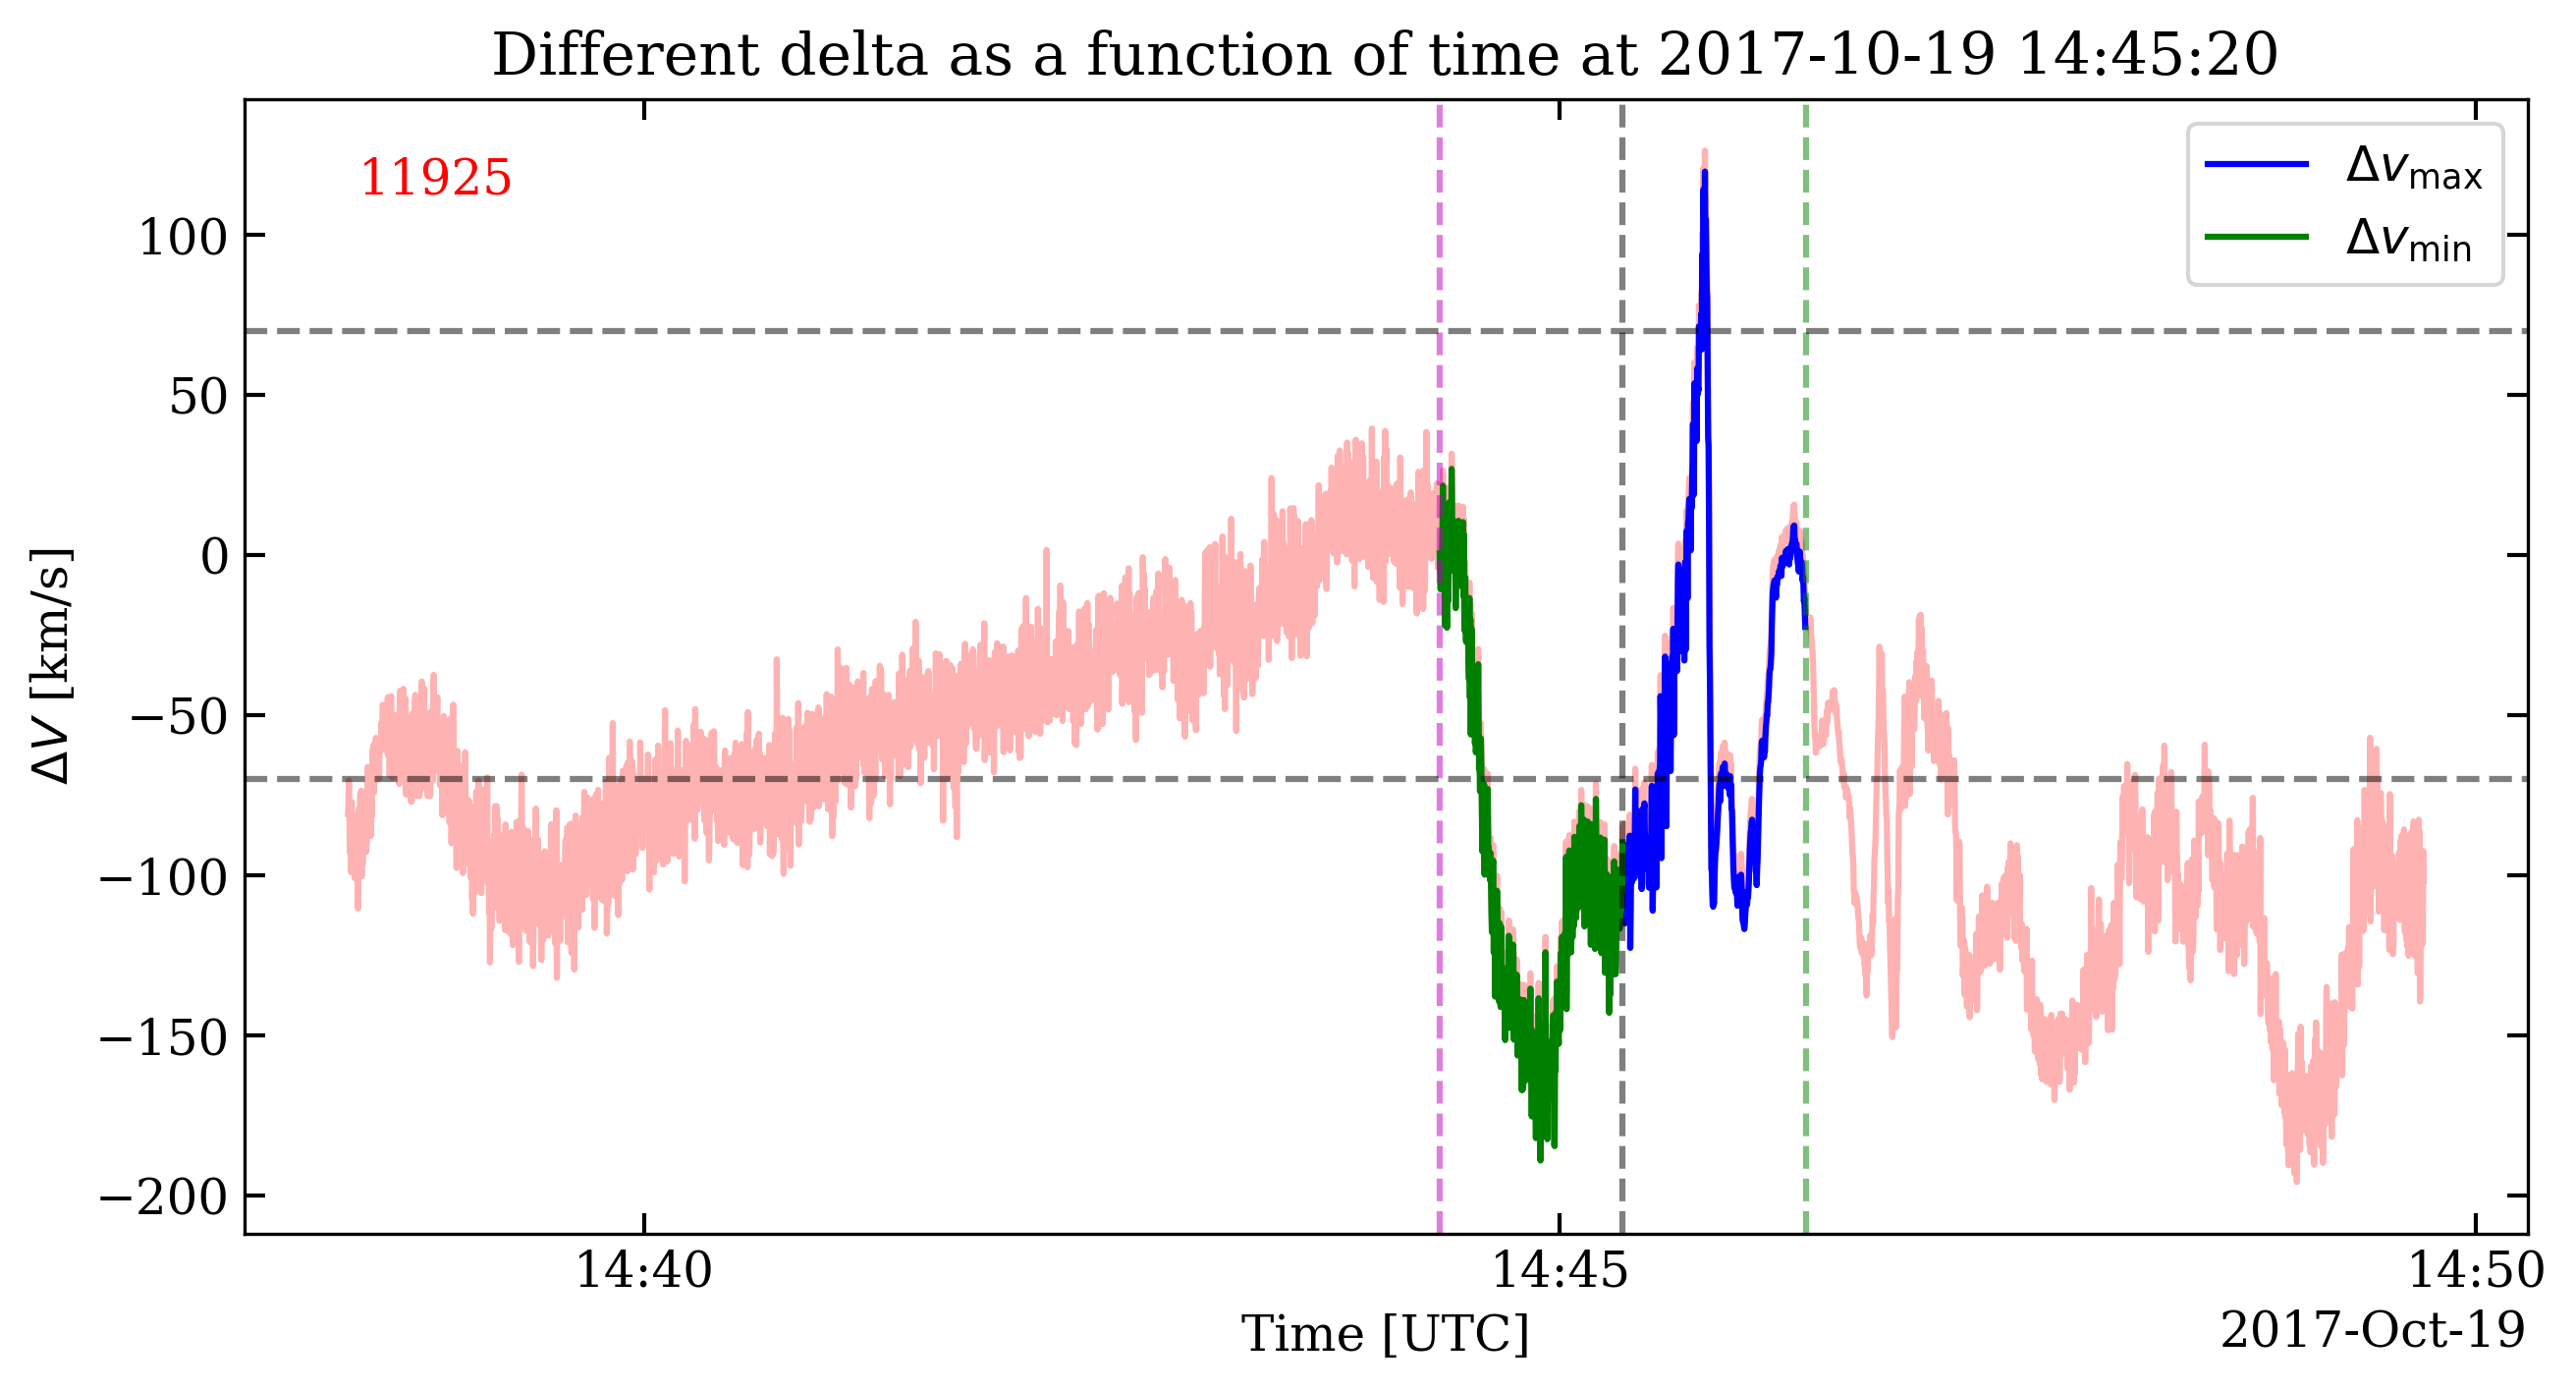 Different delta as a function of time at 2017-10-19 14:45:20
11925
Δv_max
Δv_min
ΔV [km/s]
100
50
0
−50
−100
−150
−200
14:40
14:45
14:50
Time [UTC]
2017-Oct-19